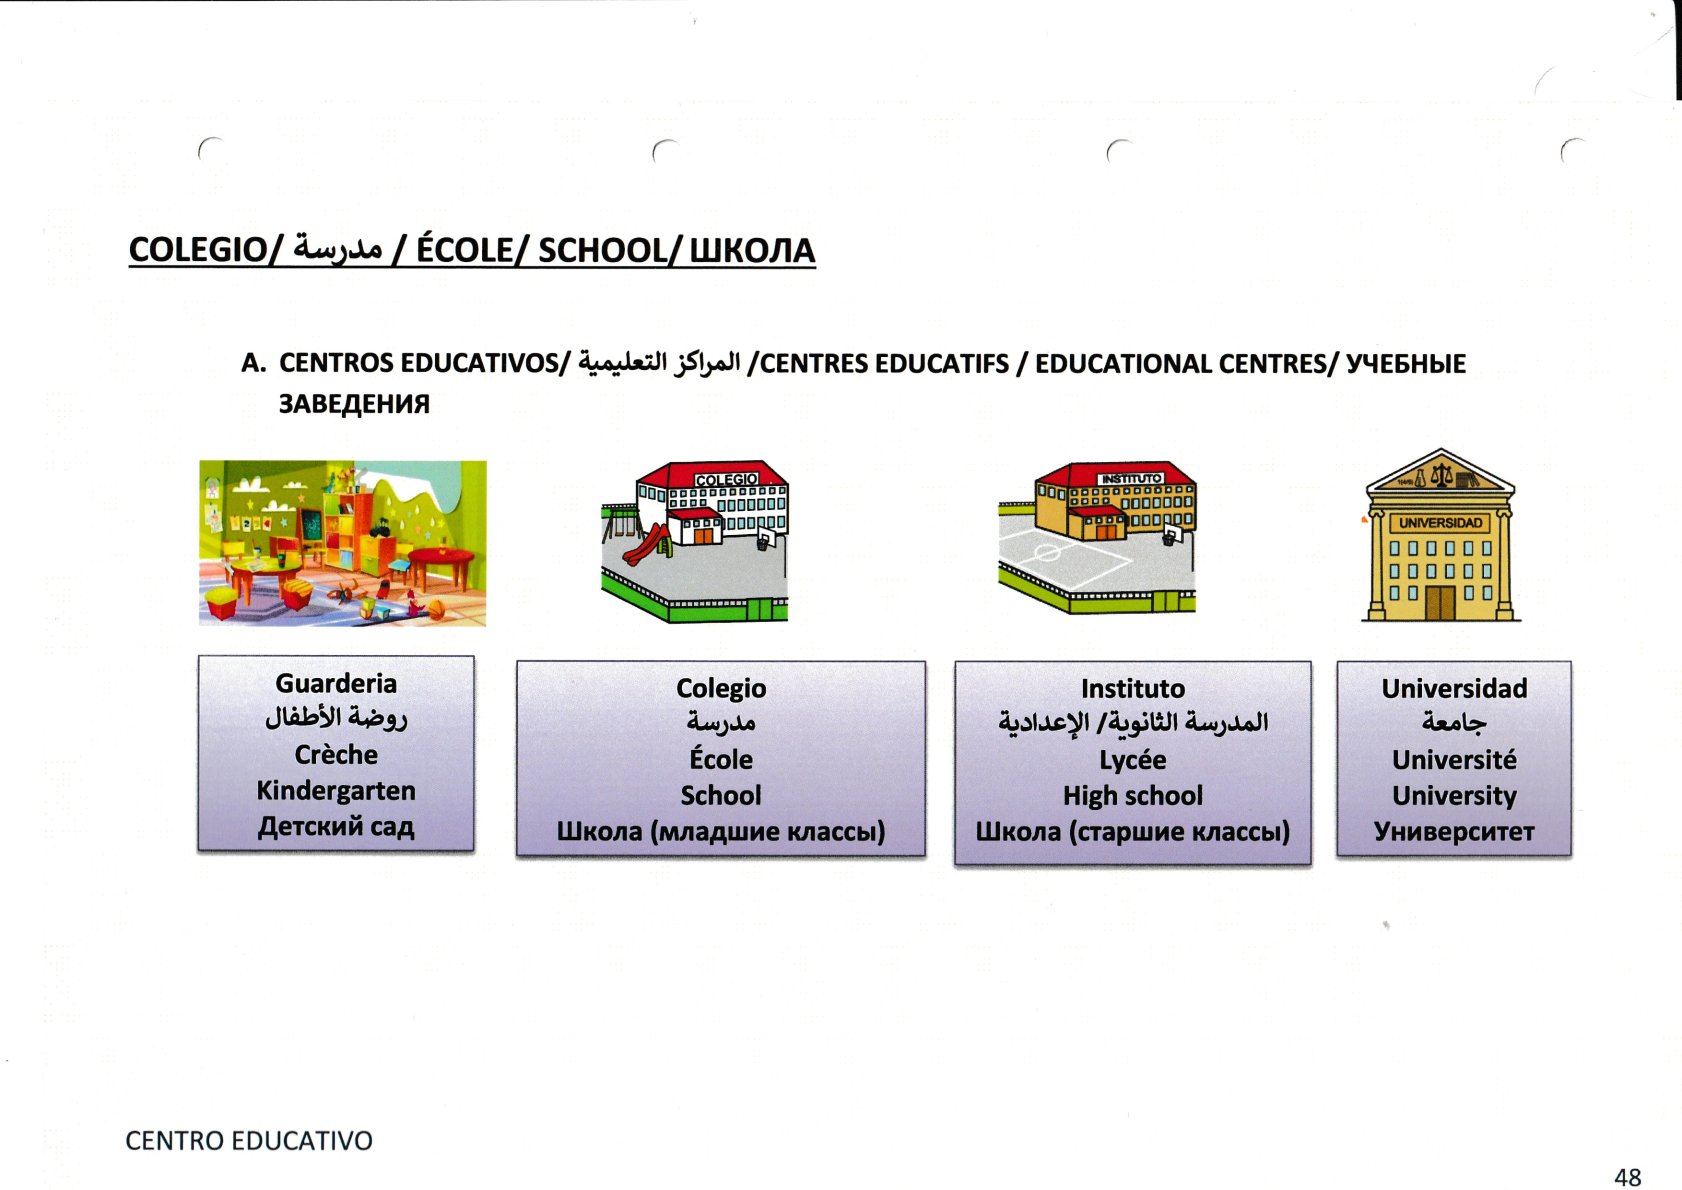 COLEGIO/ مدرسة / ÉCOLE/ SCHOOL/ ШКОЛА
A. CENTROS EDUCATIVOS/ المراكز التعليمية /CENTRES EDUCATIFS / EDUCATIONAL CENTRES/ УЧЕБНЫЕ
ЗАВЕДЕНИЯ
COLEGIO
INSTITUTO
UNIVERSIDAD
Guarderia
روضة الأطفال
Crèche
Kindergarten
Детский сад
Colegio
مدرسة
École
School
Школа (младшие классы)
Instituto
المدرسة الثانوية/ الإعدادية
Lycée
High school
Школа (старшие классы)
Universidad
جامعة
Université
University
Университет
CENTRO EDUCATIVO
48